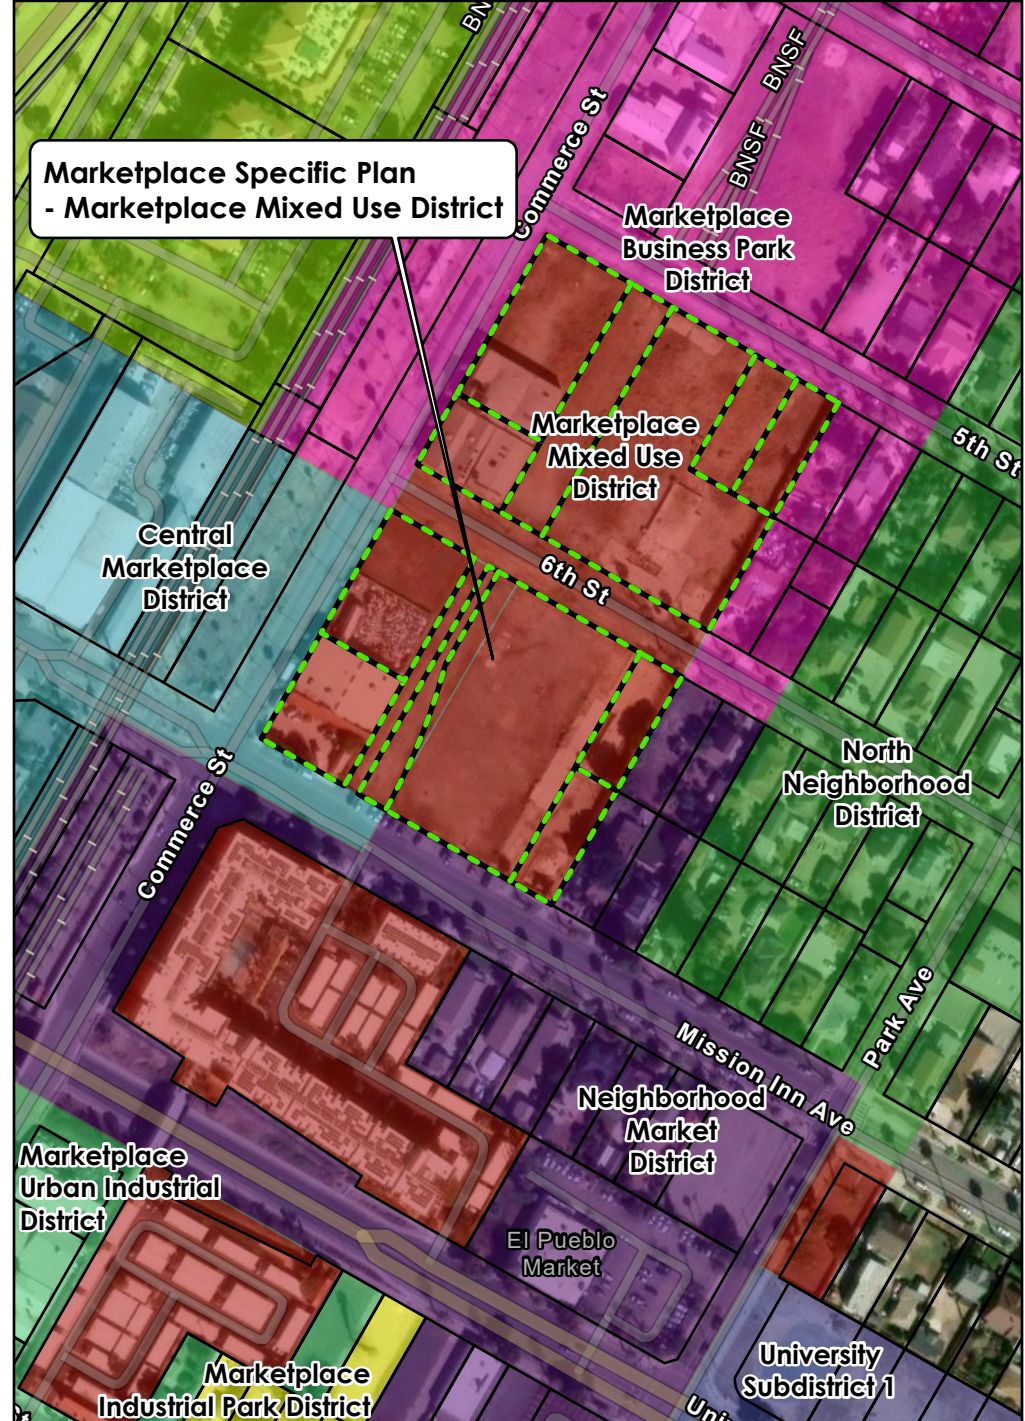 BN
BNSF
Commerce St
BNSF
Marketplace Specific Plan
- Marketplace Mixed Use District
Marketplace
Business Park
District
Marketplace
Mixed Use
District
5th St
Central
Marketplace
District
6th St
North
Neighborhood
District
Commerce St
Park Ave
Mission Inn Ave
Neighborhood
Market
District
Marketplace
Urban Industrial
District
El Pueblo
Market
University
Subdistrict 1
Marketplace
Industrial Park District
Uni